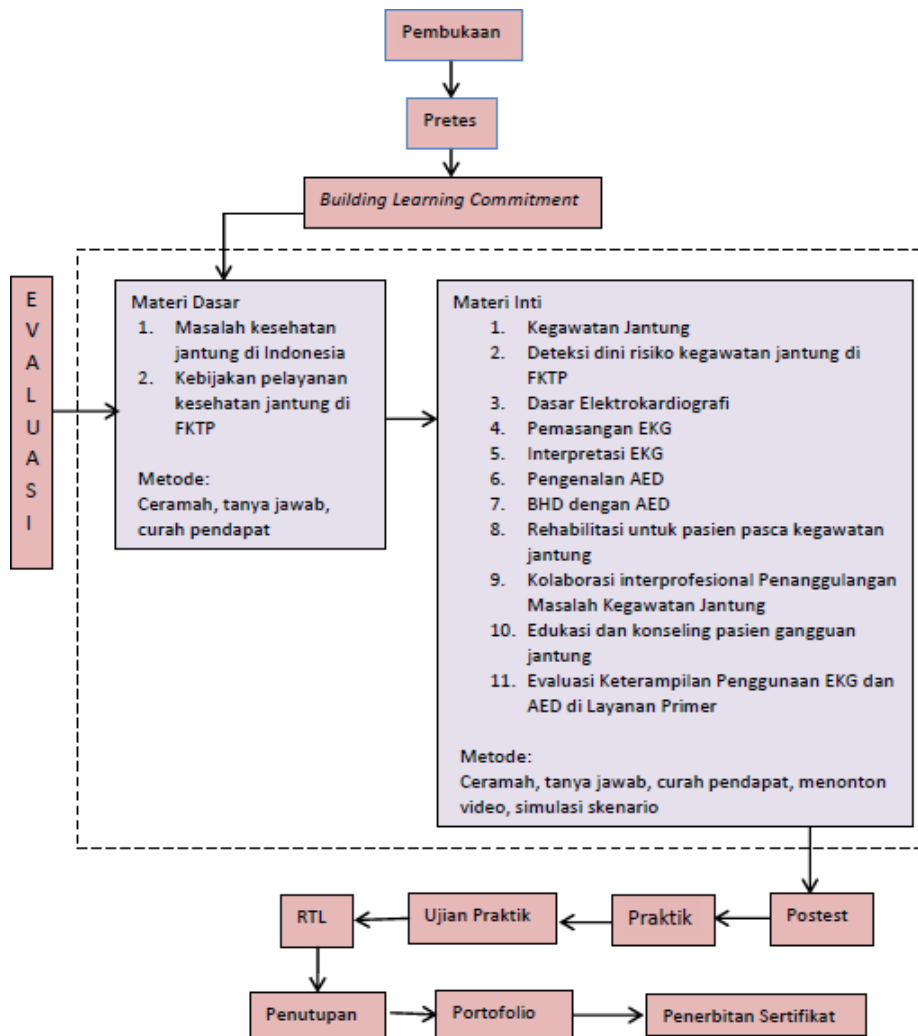 Pembukaan
Pretes
Building Learning Commitment
E
V
A
L
U
A
S
I
Materi Dasar
1. Masalah kesehatan
jantung di Indonesia
2. Kebijakan pelayanan
kesehatan jantung di
FKTP
Metode:
Ceramah, tanya jawab,
curah pendapat
Materi Inti
1. Kegawatan Jantung
2. Deteksi dini risiko kegawatan jantung di
FKTP
3. Dasar Elektrokardiografi
4. Pemasangan EKG
5. Interpretasi EKG
6. Pengenalan AED
7. BHD dengan AED
8. Rehabilitasi untuk pasien pasca kegawatan
jantung
9. Kolaborasi interprofesional Penanggulangan
Masalah Kegawatan Jantung
10. Edukasi dan konseling pasien gangguan
jantung
11. Evaluasi Keterampilan Penggunaan EKG dan
AED di Layanan Primer
Metode:
Ceramah, tanya jawab, curah pendapat, menonton
video, simulasi skenario
Postest
Praktik
Ujian Praktik
RTL
Penutupan
Portofolio
Penerbitan Sertifikat